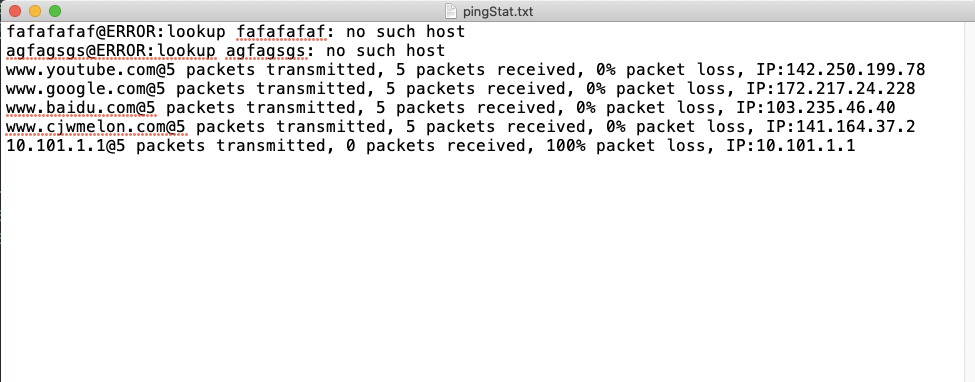 pingStat.txt
fafafafaf@ERROR:lookup fafafafaf: no such host
agfagsgs@ERROR:lookup agfagsgs: no such host
www.youtube.com@5 packets transmitted, 5 packets received, 0% packet loss, IP:142.250.199.78
www.google.com@5 packets transmitted, 5 packets received, 0% packet loss, IP:172.217.24.228
www.baidu.com@5 packets transmitted, 5 packets received, 0% packet loss, IP:103.235.46.40
www.cjwmelon.com@5 packets transmitted, 5 packets received, 0% packet loss, IP:141.164.37.2
10.101.1.1@5 packets transmitted, 0 packets received, 100% packet loss, IP:10.101.1.1